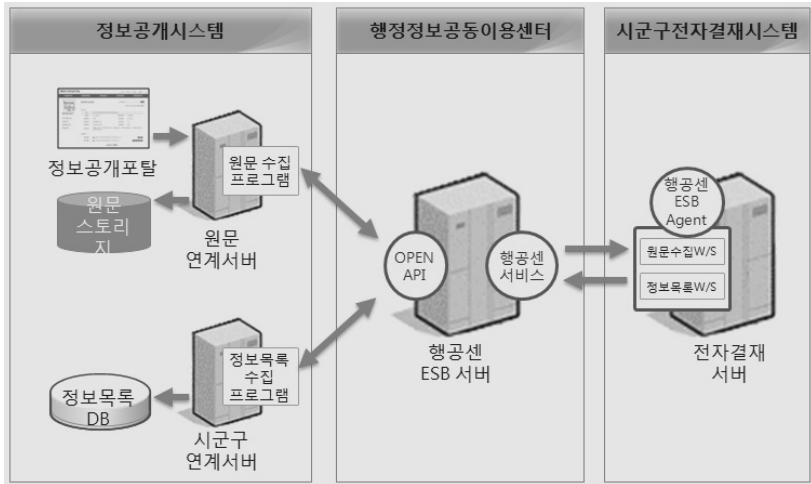 정보공개시스템
행정정보공동이용센터
시군구전자결재시스템
정보공개포탈
원문 수집
프로그램
원문
스토리
지
원문
연계서버
정보목록
수집
프로그램
정보목록
DB
시군구
연계서버
OPEN
API
행공센
서비스
행공센
ESB 서버
행공센
ESB
Agent
원문수집W/S
정보목록W/S
전자결재
서버